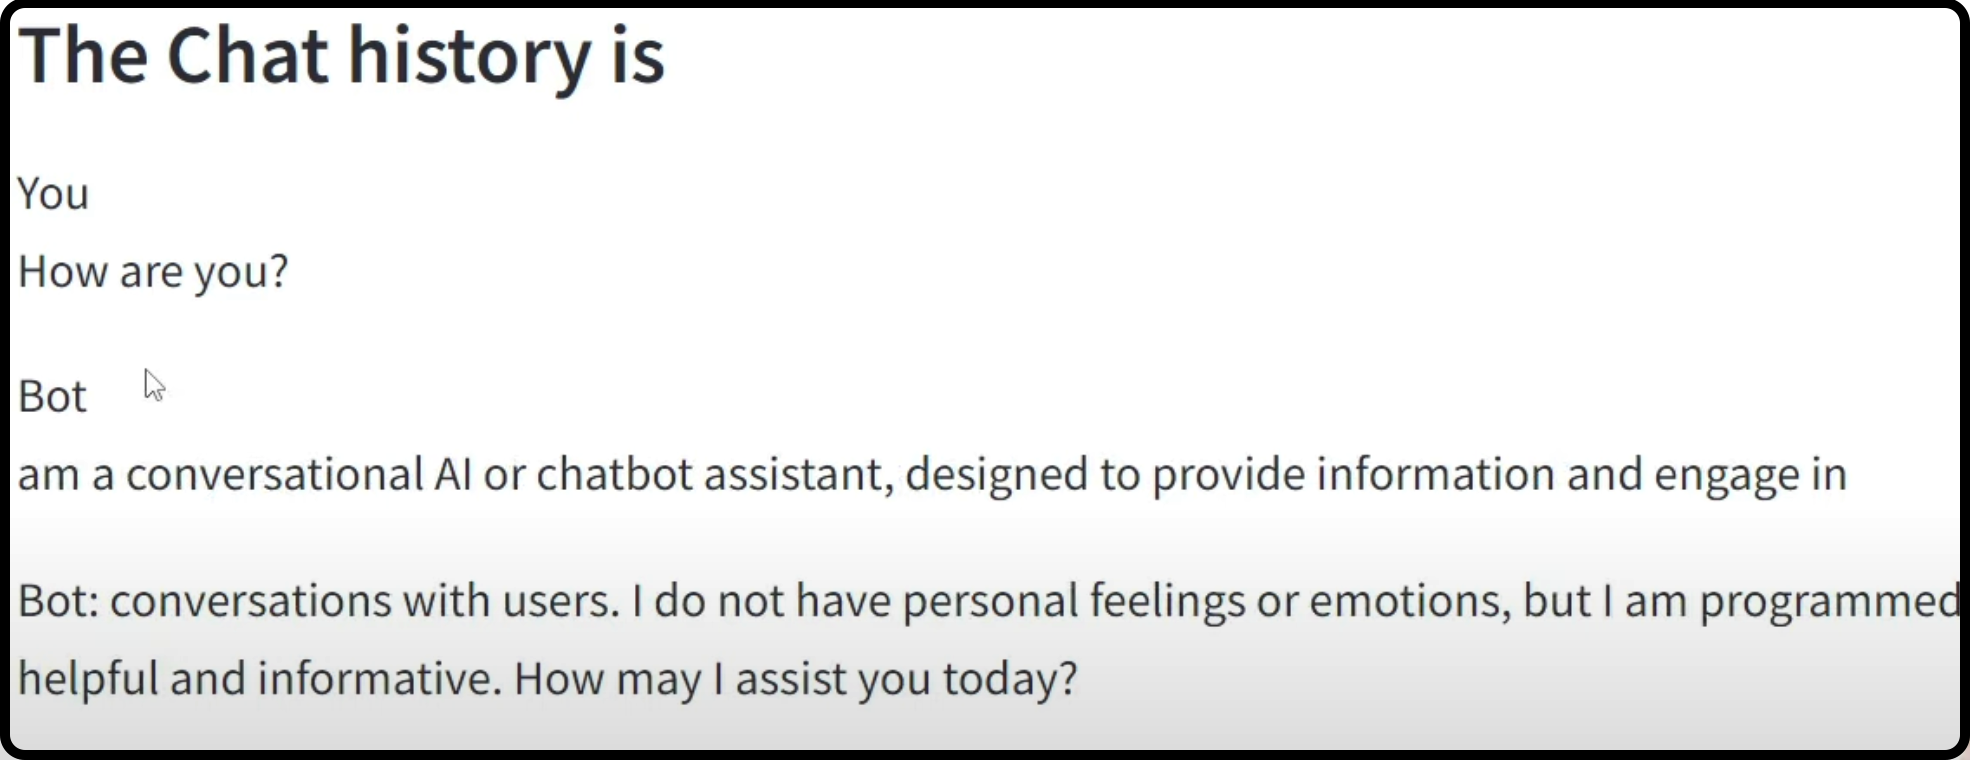 The Chat history is
You
How are you?
Bot
am a conversational AI or chatbot assistant, designed to provide information and engage in
Bot: conversations with users. I do not have personal feelings or emotions, but I am programmed
helpful and informative. How may I assist you today?